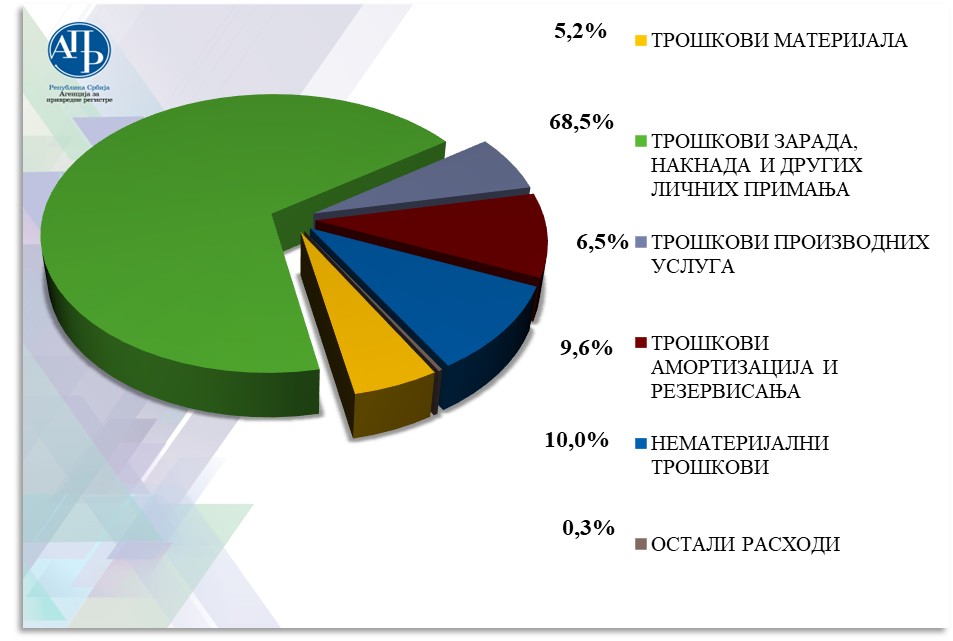 АПР
Република Србија
Агенција за
привредне регистре
5,2%
ТРОШКОВИ МАТЕРИЈАЛА
68,5%
ТРОШКОВИ ЗАРАДА,
НАКНАДА И ДРУГИХ
ЛИЧНИХ ПРИМАЊА
6,5%
ТРОШКОВИ ПРОИЗВОДНИХ
УСЛУГА
9,6%
ТРОШКОВИ
АМОРТИЗАЦИЈА И
РЕЗЕРВИСАЊА
10,0%
НЕМАТЕРИЈАЛНИ
ТРОШКОВИ
0,3%
ОСТАЛИ РАСХОДИ